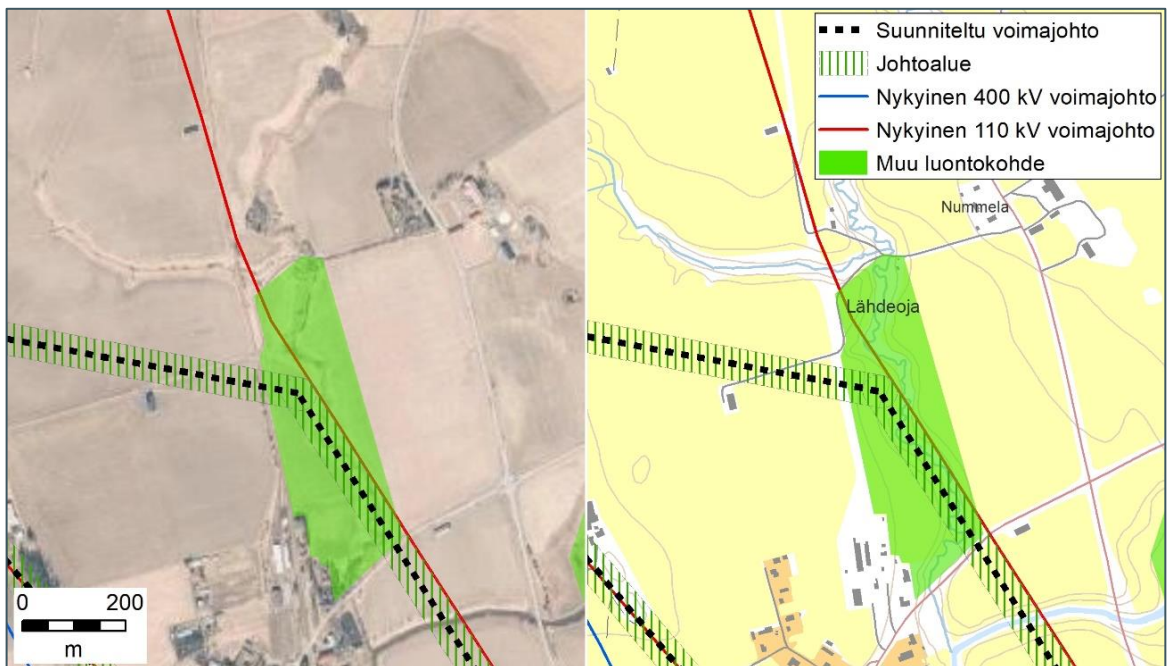 Suunniteltu voimajohto
Johtoalue
Nykyinen 400 kV voimajohto
Nykyinen 110 kV voimajohto
Muu luontokohde
Nummela
Lähdeoja
0 200
m